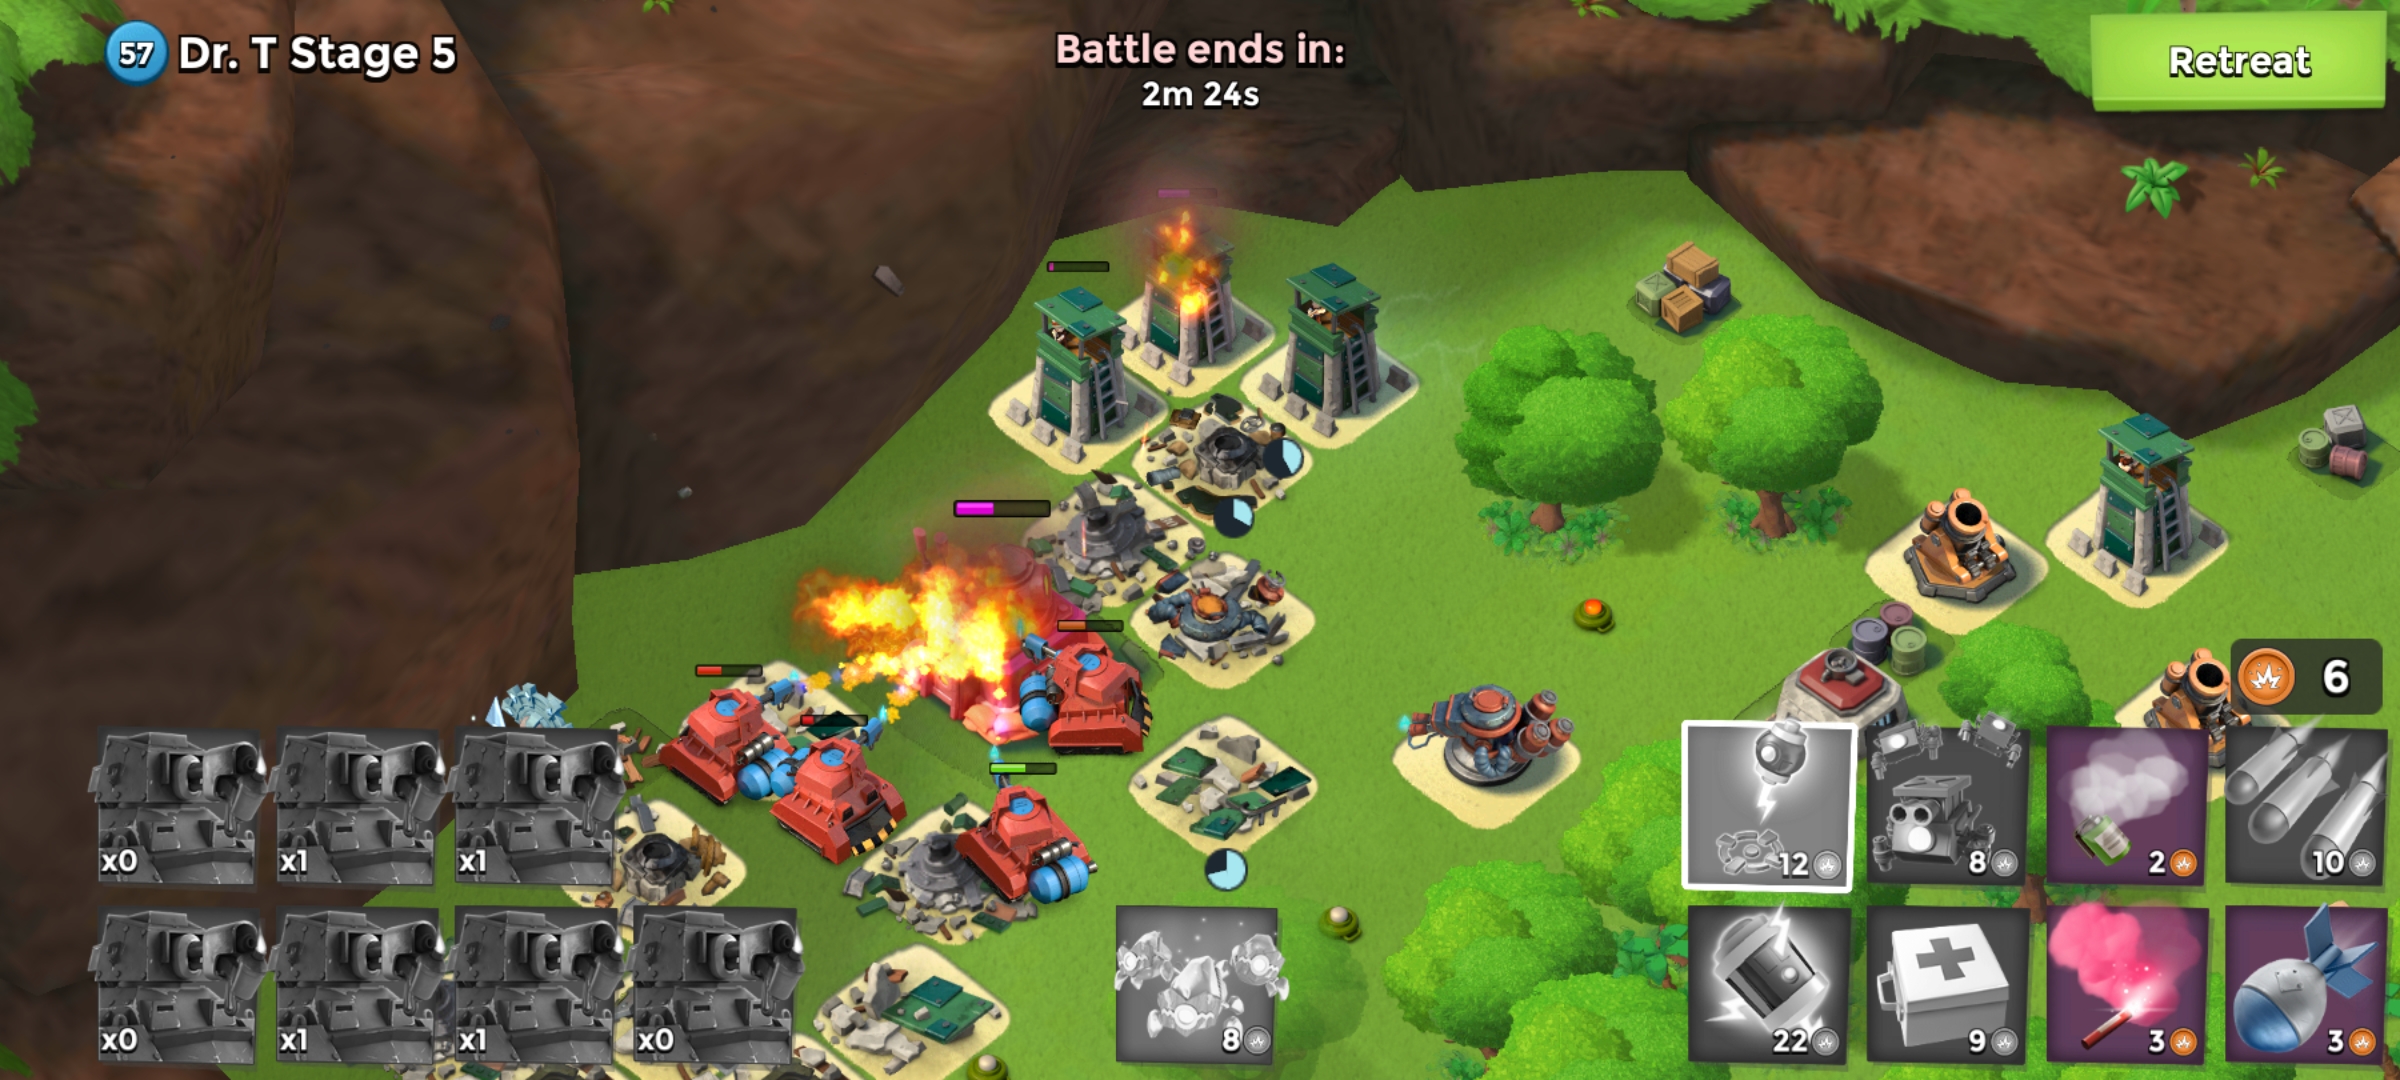 57 Dr. T Stage 5
Battle ends in:
2m 24s
Retreat
6
x0
x1
x1
12
8
2
10
x0
x1
x1
x0
8
22
9
3
3